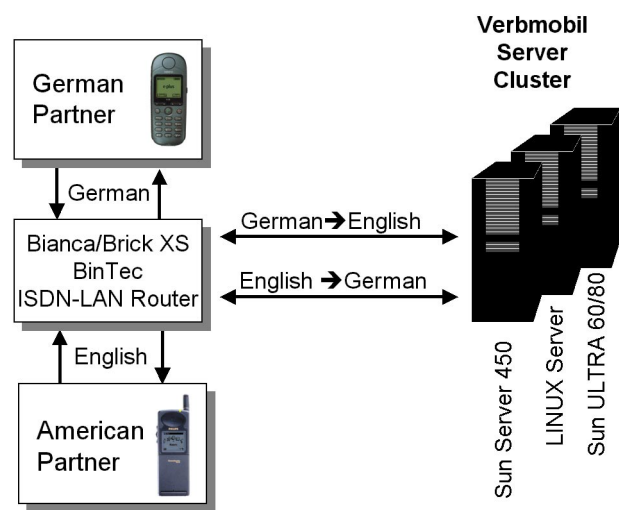 Verbmobil
Server
Cluster
German
Partner
German
German➔English
Bianca/Brick XS
BinTec
ISDN-LAN Router
English ➔German
English
American
Partner
Sun Server 450
LINUX Server
Sun ULTRA 60/80